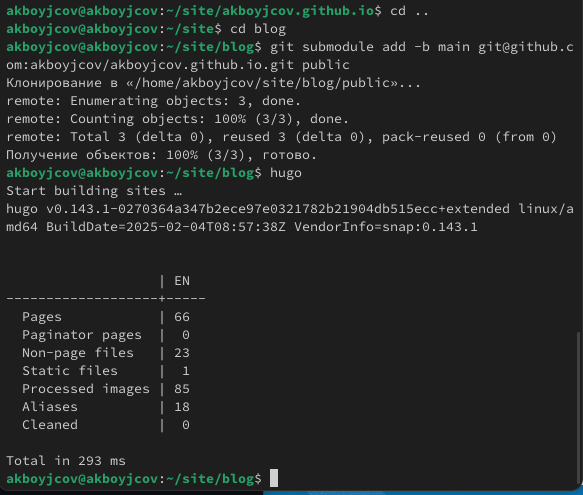 akboyjcov@akboyjcov:~/site/akboyjcov.github.io$ cd ..
akboyjcov@akboyjcov:~/site$ cd blog
akboyjcov@akboyjcov:~/site/blog$ git submodule add -b main git@github.c
om:akboyjcov/akboyjcov.github.io.git public
Клонирование в «/home/akboyjcov/site/blog/public»...
remote: Enumerating objects: 3, done.
remote: Counting objects: 100% (3/3), done.
remote: Total 3 (delta 0), reused 3 (delta 0), pack-reused 0 (from 0)
Получение объектов: 100% (3/3), готово.
akboyjcov@akboyjcov:~/site/blog$ hugo
Start building sites …
hugo v0.143.1-0270364a347b2ece97e0321782b21904db515ecc+extended linux/a
md64 BuildDate=2025-02-04T08:57:38Z VendorInfo=snap:0.143.1
                   | EN
-------------------+-----
  Pages            | 66
  Paginator pages  |  0
  Non-page files   | 23
  Static files     |  1
  Processed images | 85
  Aliases          | 18
  Cleaned          |  0
Total in 293 ms
akboyjcov@akboyjcov:~/site/blog$